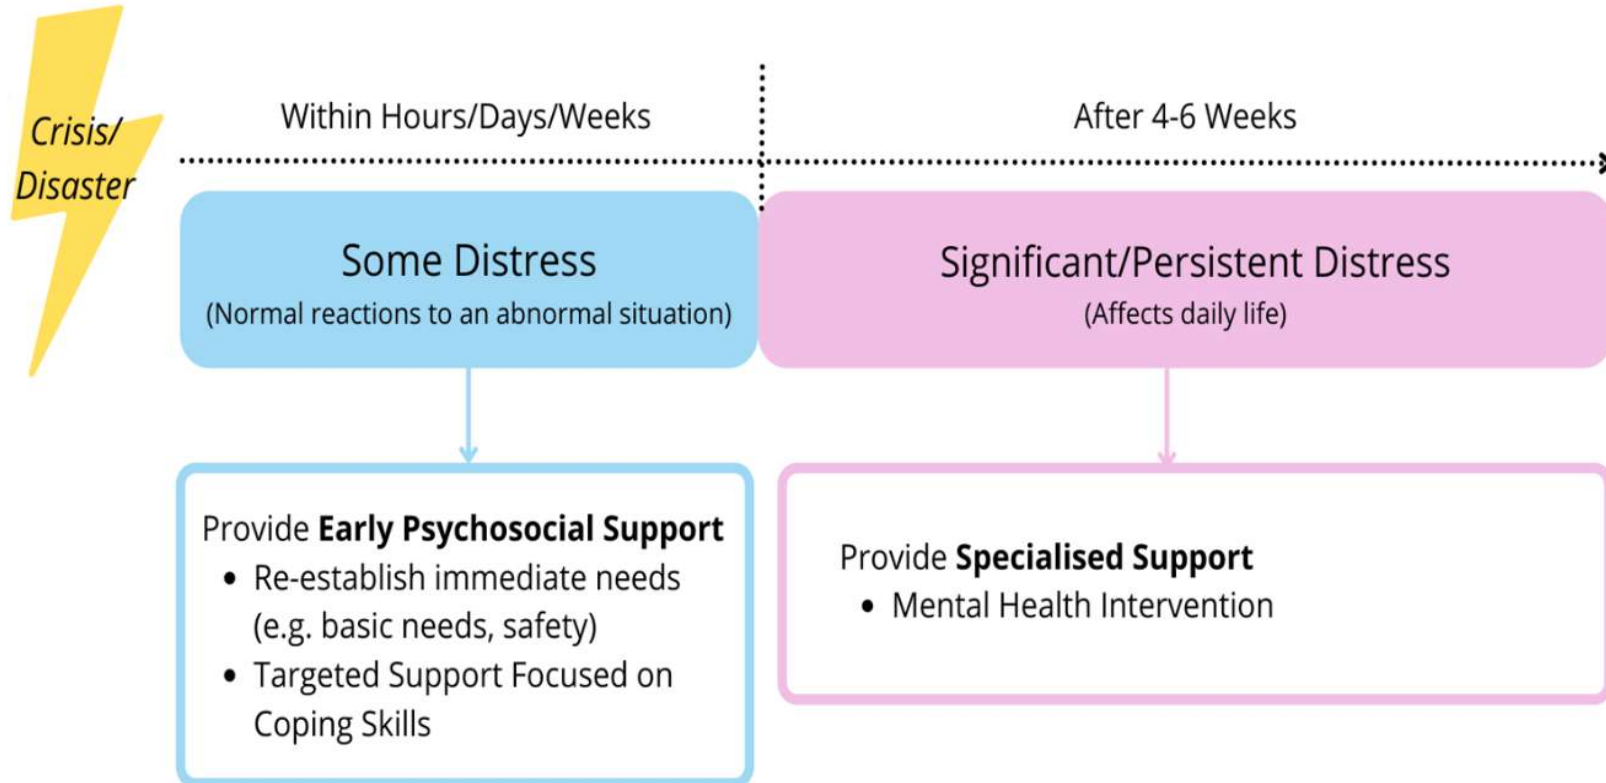 Crisis/
Disaster
Within Hours/Days/Weeks
After 4-6 Weeks
Some Distress
(Normal reactions to an abnormal situation)
Significant/Persistent Distress
(Affects daily life)
Provide Early Psychosocial Support
• Re-establish immediate needs
(e.g. basic needs, safety)
• Targeted Support Focused on
Coping Skills
Provide Specialised Support
• Mental Health Intervention